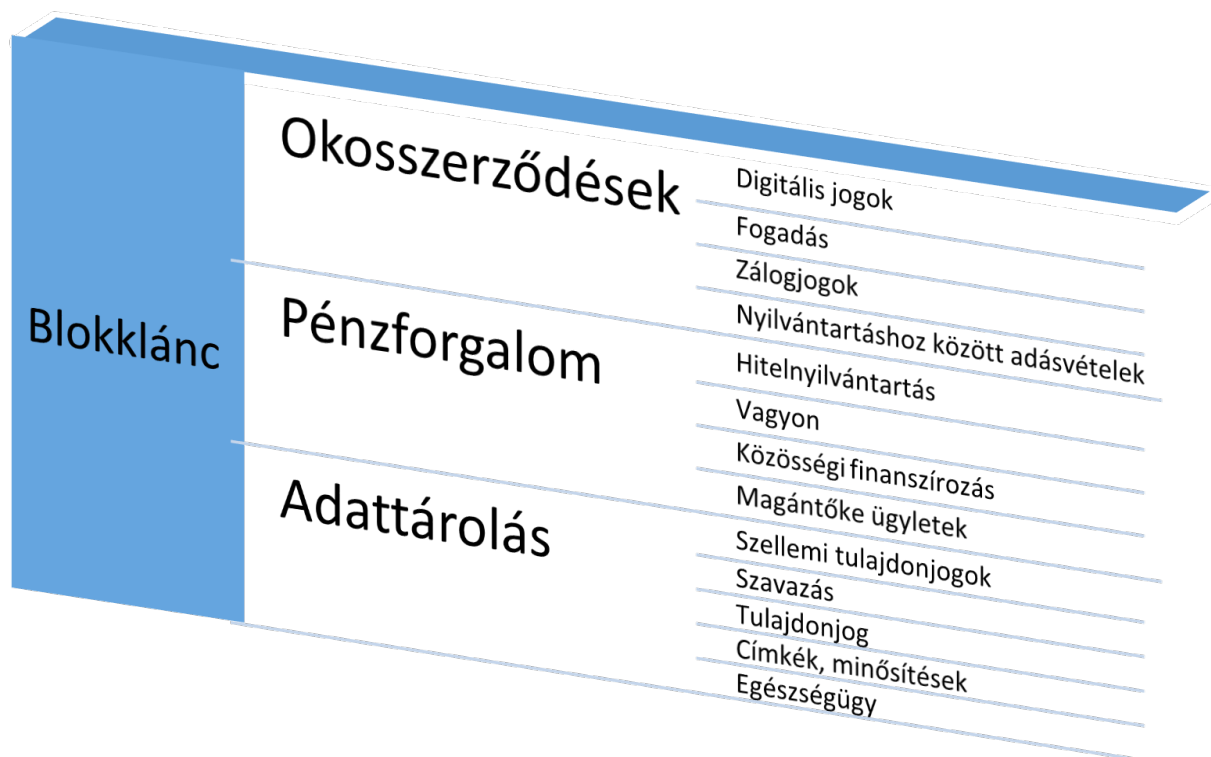 Blokklánc
Okosszerződések
Digitális jogok
Fogadás
Zálogjogok
Nyilvántartáshoz között adásvételek
Pénzforgalom
Hitelnyilvántartás
Vagyon
Közösségi finanszírozás
Magántőke ügyletek
Adattárolás
Szellemi tulajdonjogok
Szavazás
Tulajdonjog
Címkék, minősítések
Egészségügy